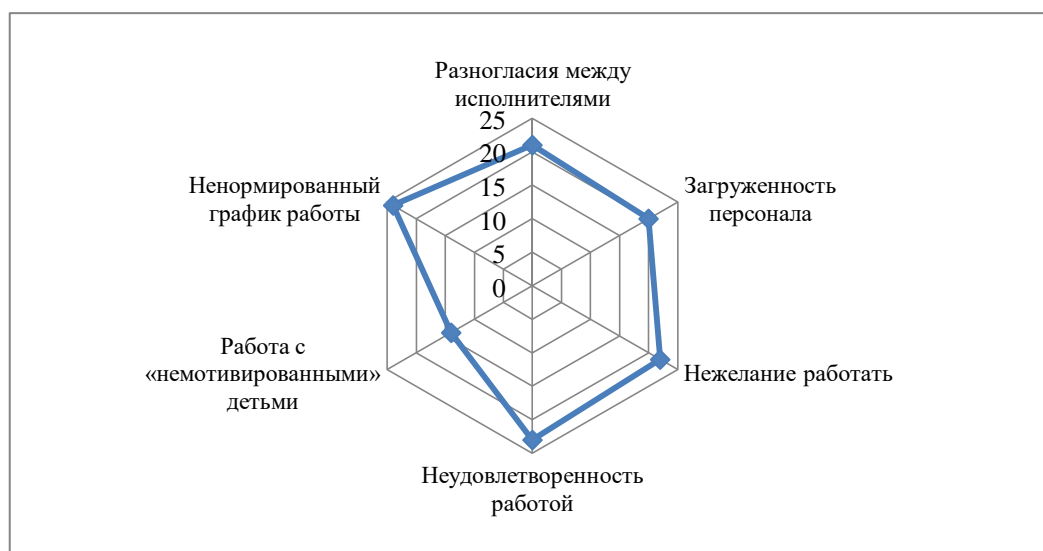 Разногласия между
исполнителями
25
20
15
10
5
0
Загруженность
персонала
Нежелание работать
Неудовлетворенность
работой
Работа с
«немотивированными»
детьми
Ненормированный
график работы